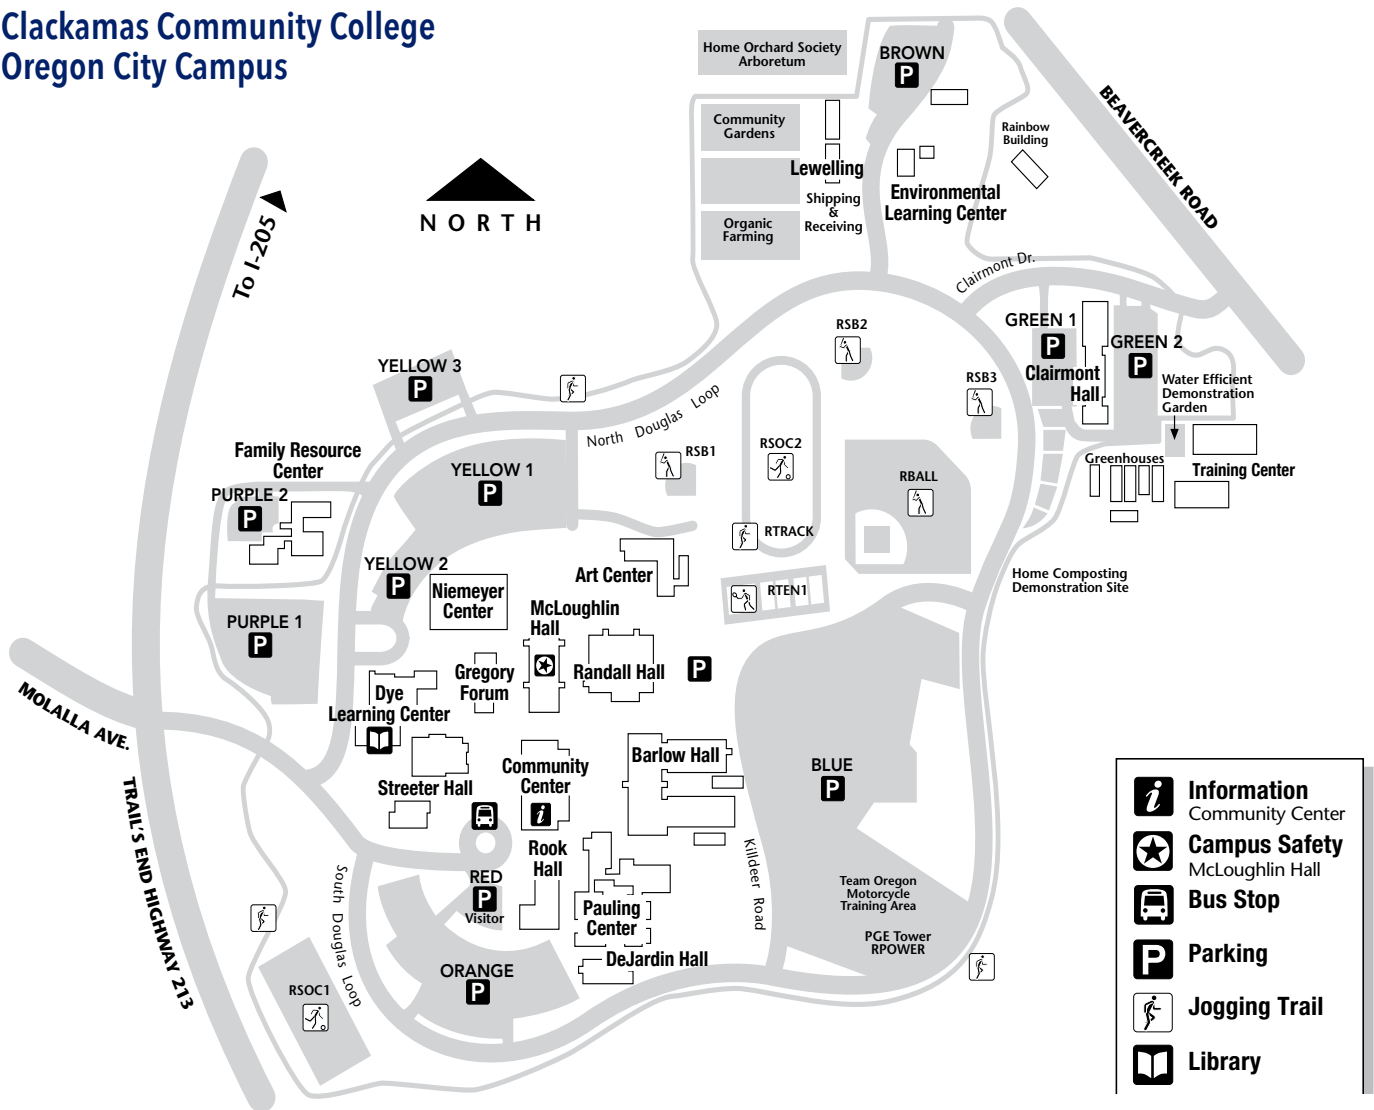 Clackamas Community College
Oregon City Campus
Home Orchard Society
Arboretum
BROWN
P
BEAVERCREEK ROAD
Community
Gardens
Rainbow
Building
Lewelling
Shipping
&
Receiving
Environmental
Learning Center
Organic
Farming
NORTH
To I-205
Clairmont Dr.
GREEN 1
P
GREEN 2
P
Clairmont
Hall
Water Efficient
Demonstration
Garden
RSB2
RSB3
YELLOW 3
P
North Douglas Loop
RSB1
RSOC2
RBALL
RTRACK
Greenhouses
Training Center
Family Resource
Center
PURPLE 2
P
YELLOW 1
P
YELLOW 2
P
Niemeyer
Center
Art Center
RTEN1
Home Composting
Demonstration Site
McLoughlin
Hall
PURPLE 1
P
Gregory
Forum
Randall Hall
P
MOLALLA AVE.
Dye
Learning Center
Streeter Hall
Community
Center
i
Barlow Hall
BLUE
P
TRAIL'S END HIGHWAY 213
Rook
Hall
RED
P
Visitor
Killdeer Road
South Douglas Loop
Pauling
Center
Team Oregon
Motorcycle
Training Area
PGE Tower
RPOWER
DeJardin Hall
ORANGE
P
RSOC1
i
Information
Community Center
Campus Safety
McLoughlin Hall
Bus Stop
P
Parking
Jogging Trail
Library